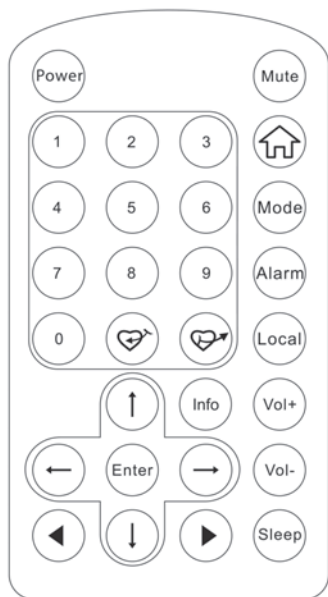 Power Mute
1 2 3
4 5 6 Mode
7 8 9 Alarm
0 Local
Info Vol+
Enter Vol-
Sleep